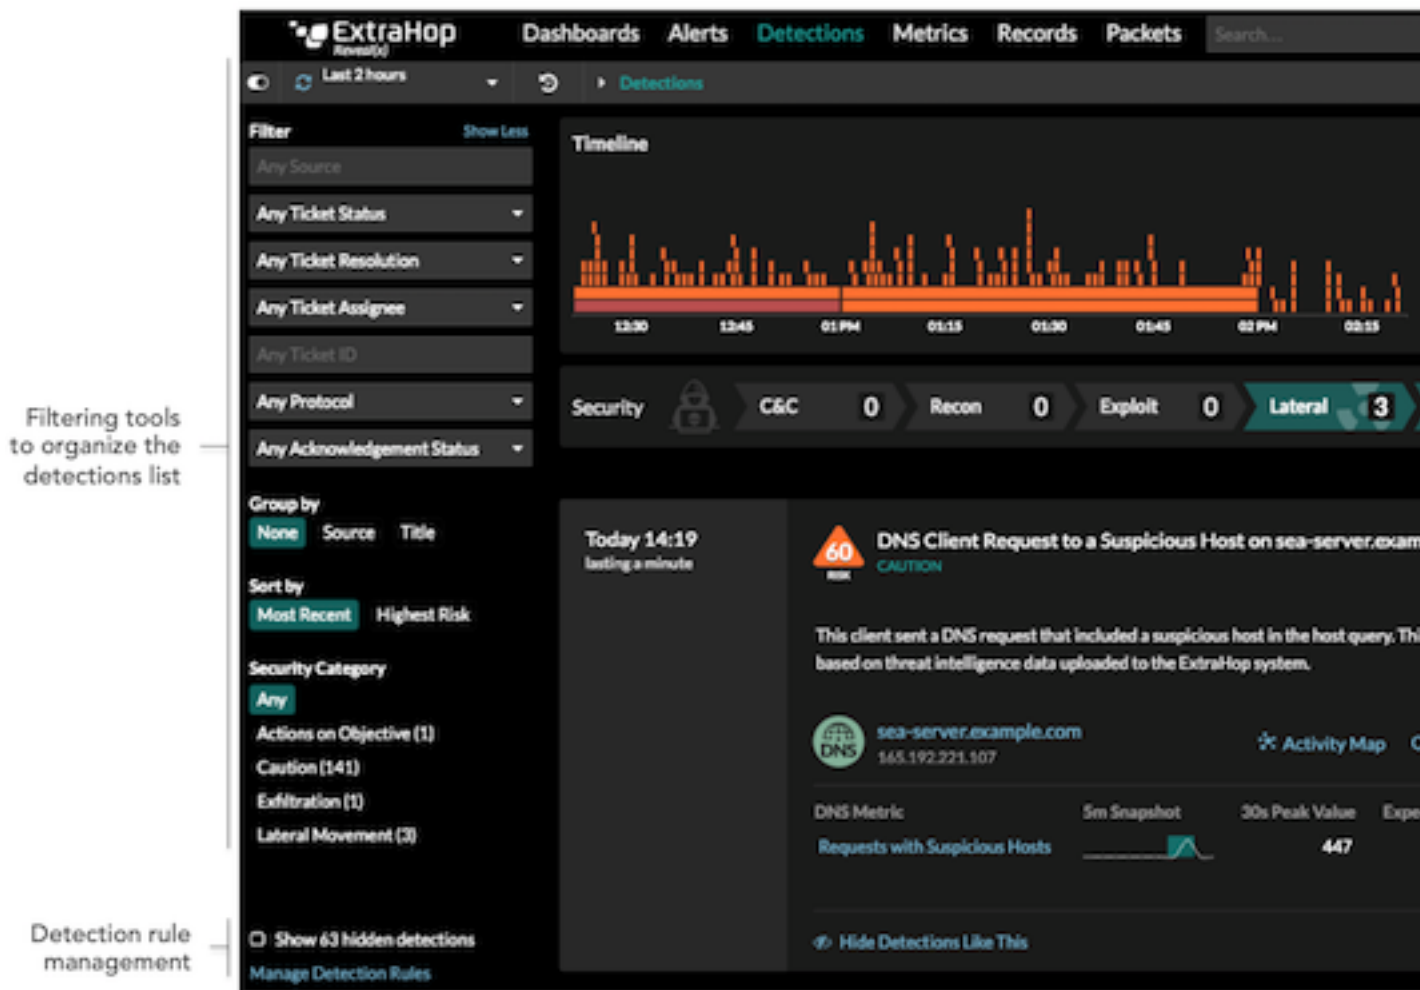 ExtraHop
Reveal(x)
Dashboards Alerts Detections Metrics Records Packets Search...
Last 2 hours
Detections
Filter Show Less
Any Source
Any Ticket Status
Any Ticket Resolution
Any Ticket Assignee
Any Ticket ID
Any Protocol
Any Acknowledgement Status
Group by
None Source Title
Sort by
Most Recent Highest Risk
Security Category
Any
Actions on Objective (1)
Caution (141)
Exfiltration (1)
Lateral Movement (3)
Show 63 hidden detections
Manage Detection Rules
Filtering tools
to organize the
detections list
Detection rule
management
Timeline
12:30 12:45 01 PM 01:15 01:30 01:45 02 PM 02:15
Security C&C 0 Recon 0 Exploit 0 Lateral 3
Today 14:19
lasting a minute
60
RISK
DNS Client Request to a Suspicious Host on sea-server.exam
CAUTION
This client sent a DNS request that included a suspicious host in the host query. Thi
based on threat intelligence data uploaded to the ExtraHop system.
DNS
sea-server.example.com
165.192.221.107
Activity Map
DNS Metric 5m Snapshot 30s Peak Value Expe
Requests with Suspicious Hosts 447
Hide Detections Like This